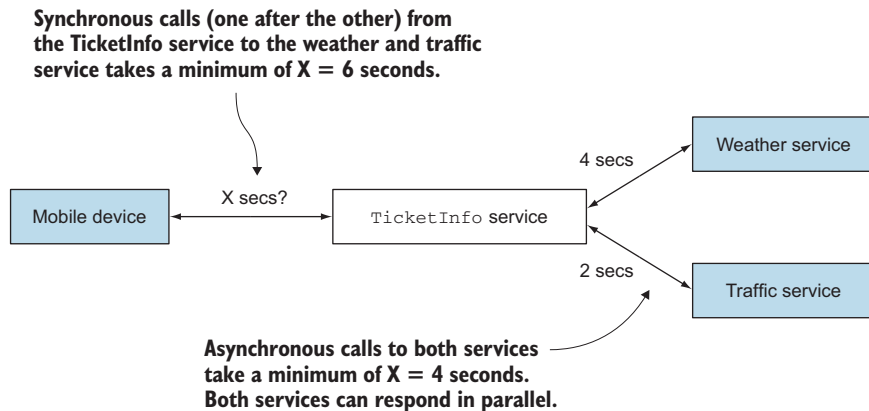 Synchronous calls (one after the other) from
the TicketInfo service to the weather and traffic
service takes a minimum of X = 6 seconds.
Weather service
4 secs
X secs?
Mobile device
TicketInfo service
2 secs
Traffic service
Asynchronous calls to both services
take a minimum of X = 4 seconds.
Both services can respond in parallel.